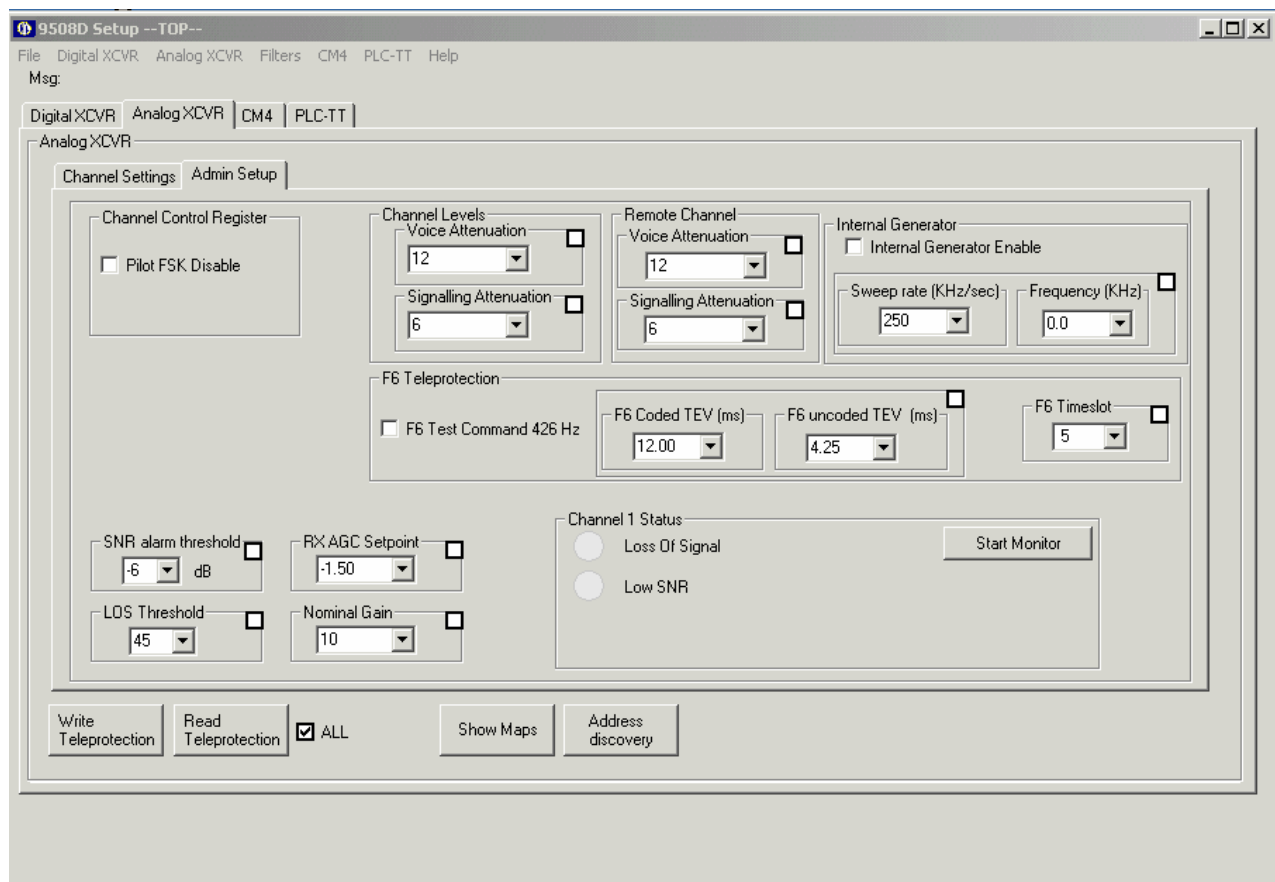 9508D Setup --TOP--
File Digital XCVR Analog XCVR Filters CM4 PLC-TT Help
Msg:
Digital XCVR Analog XCVR CM4 PLC-TT
Analog XCVR
Channel Settings Admin Setup
Channel Control Register
Pilot FSK Disable
Channel Levels
Voice Attenuation
12
Signalling Attenuation
6
Remote Channel
Voice Attenuation
12
Signalling Attenuation
6
Internal Generator
Internal Generator Enable
Sweep rate (KHz/sec)
250
Frequency (KHz)
0.0
F6 Teleprotection
F6 Test Command 426 Hz
F6 Coded TEV (ms)
12.00
F6 uncoded TEV (ms)
4.25
F6 Timeslot
5
SNR alarm threshold
-6 dB
RX AGC Setpoint
-1.50
LOS Threshold
45
Nominal Gain
10
Channel 1 Status
Loss Of Signal
Low SNR
Start Monitor
Write
Teleprotection
Read
Teleprotection
ALL
Show Maps
Address
discovery